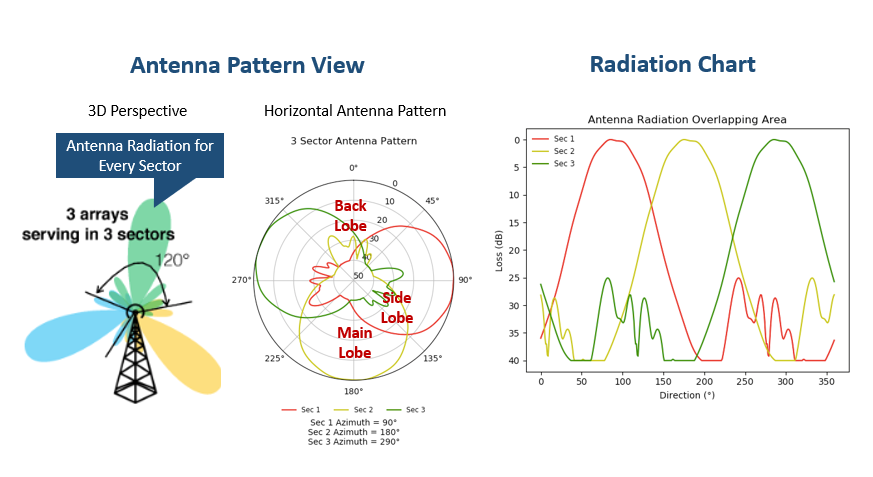 Antenna Pattern View
Radiation Chart
3D Perspective
Horizontal Antenna Pattern
Antenna Radiation for
Every Sector
3 arrays
serving in 3 sectors
120°
3 Sector Antenna Pattern
0°
45°
90°
135°
180°
225°
270°
315°
0
10
20
30
40
50
Back
Lobe
Side
Lobe
Main
Lobe
Sec 1 Sec 2 Sec 3
Sec 1 Azimuth = 90°
Sec 2 Azimuth = 180°
Sec 3 Azimuth = 290°
Antenna Radiation Overlapping Area
Sec 1
Sec 2
Sec 3
Loss (dB)
0
5
10
15
20
25
30
35
40
0 50 100 150 200 250 300 350
Direction (°)